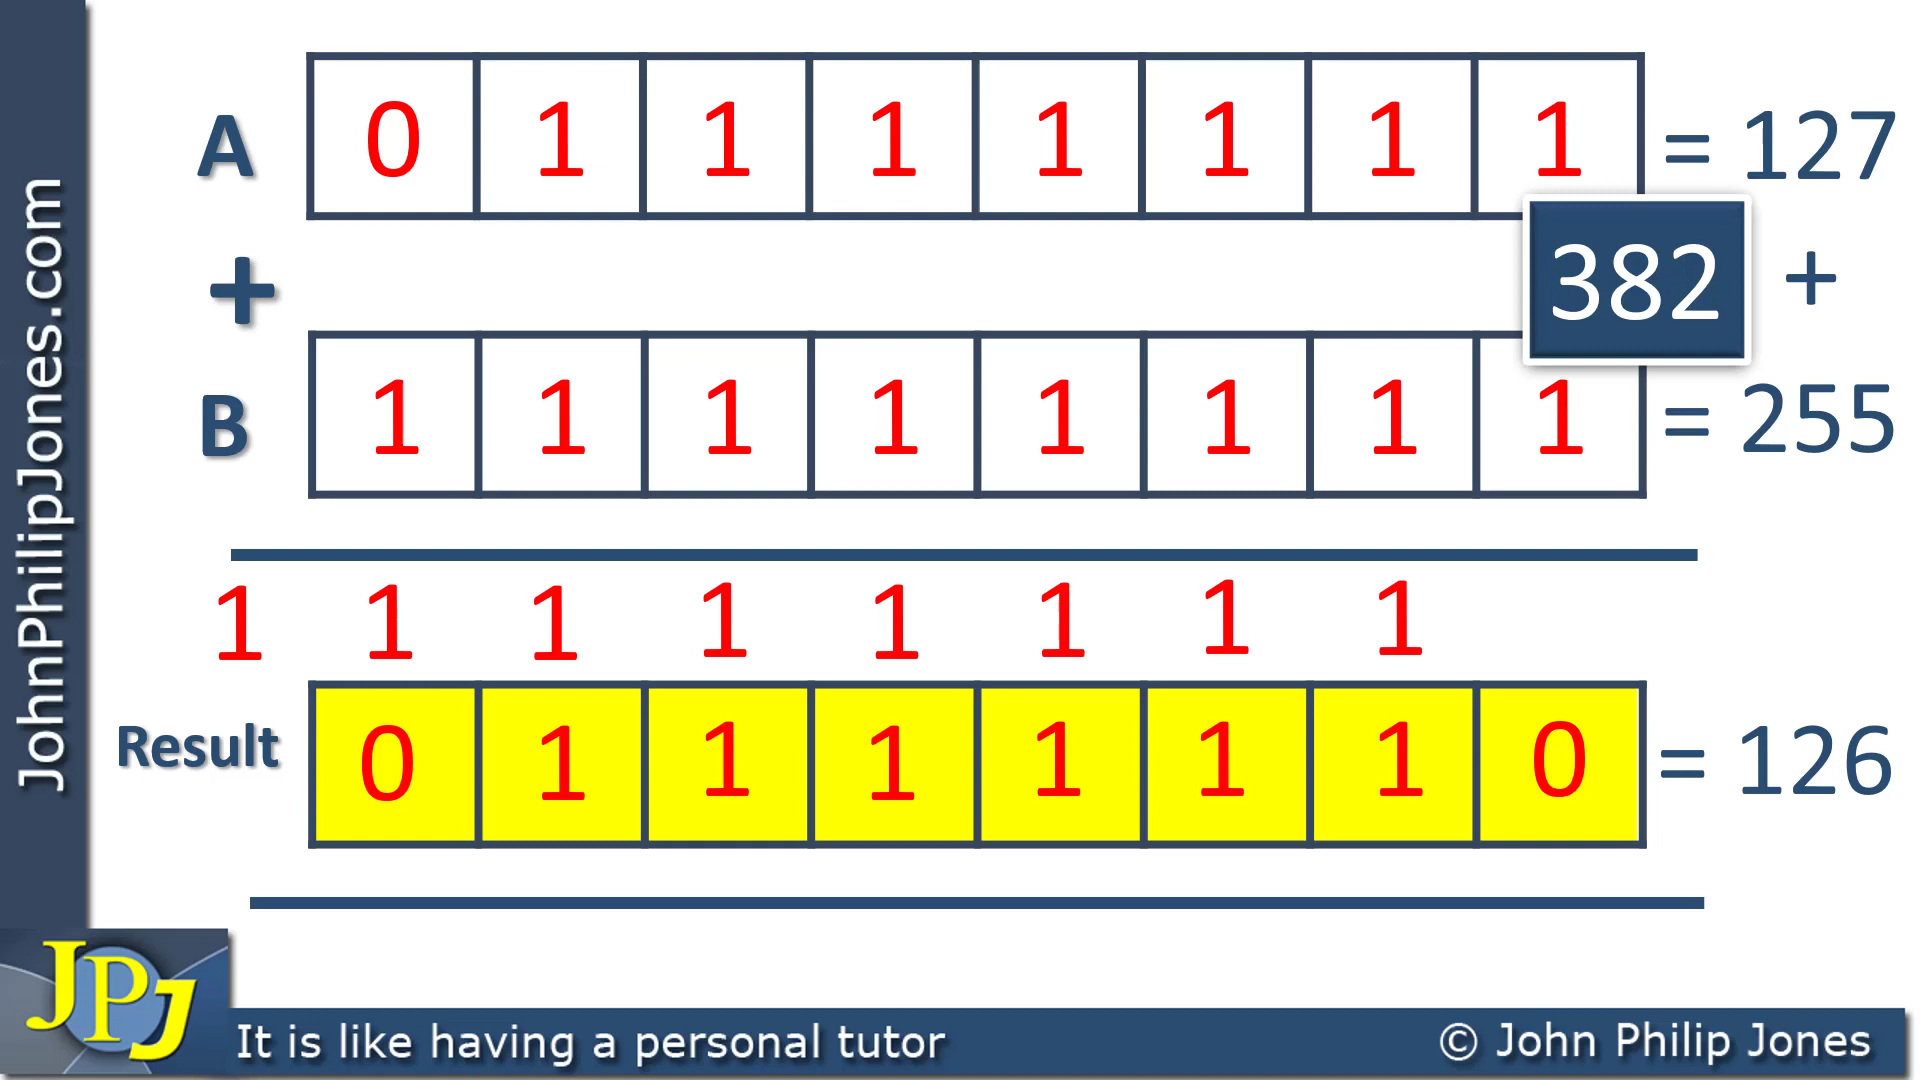 JohnPhilipJones.com
A 0 1 1 1 1 1 1 1 = 127
+ 382 +
B 1 1 1 1 1 1 1 1 = 255
1 1 1 1 1 1 1 1
Result 0 1 1 1 1 1 1 0 = 126
JPJ
It is like having a personal tutor
© John Philip Jones